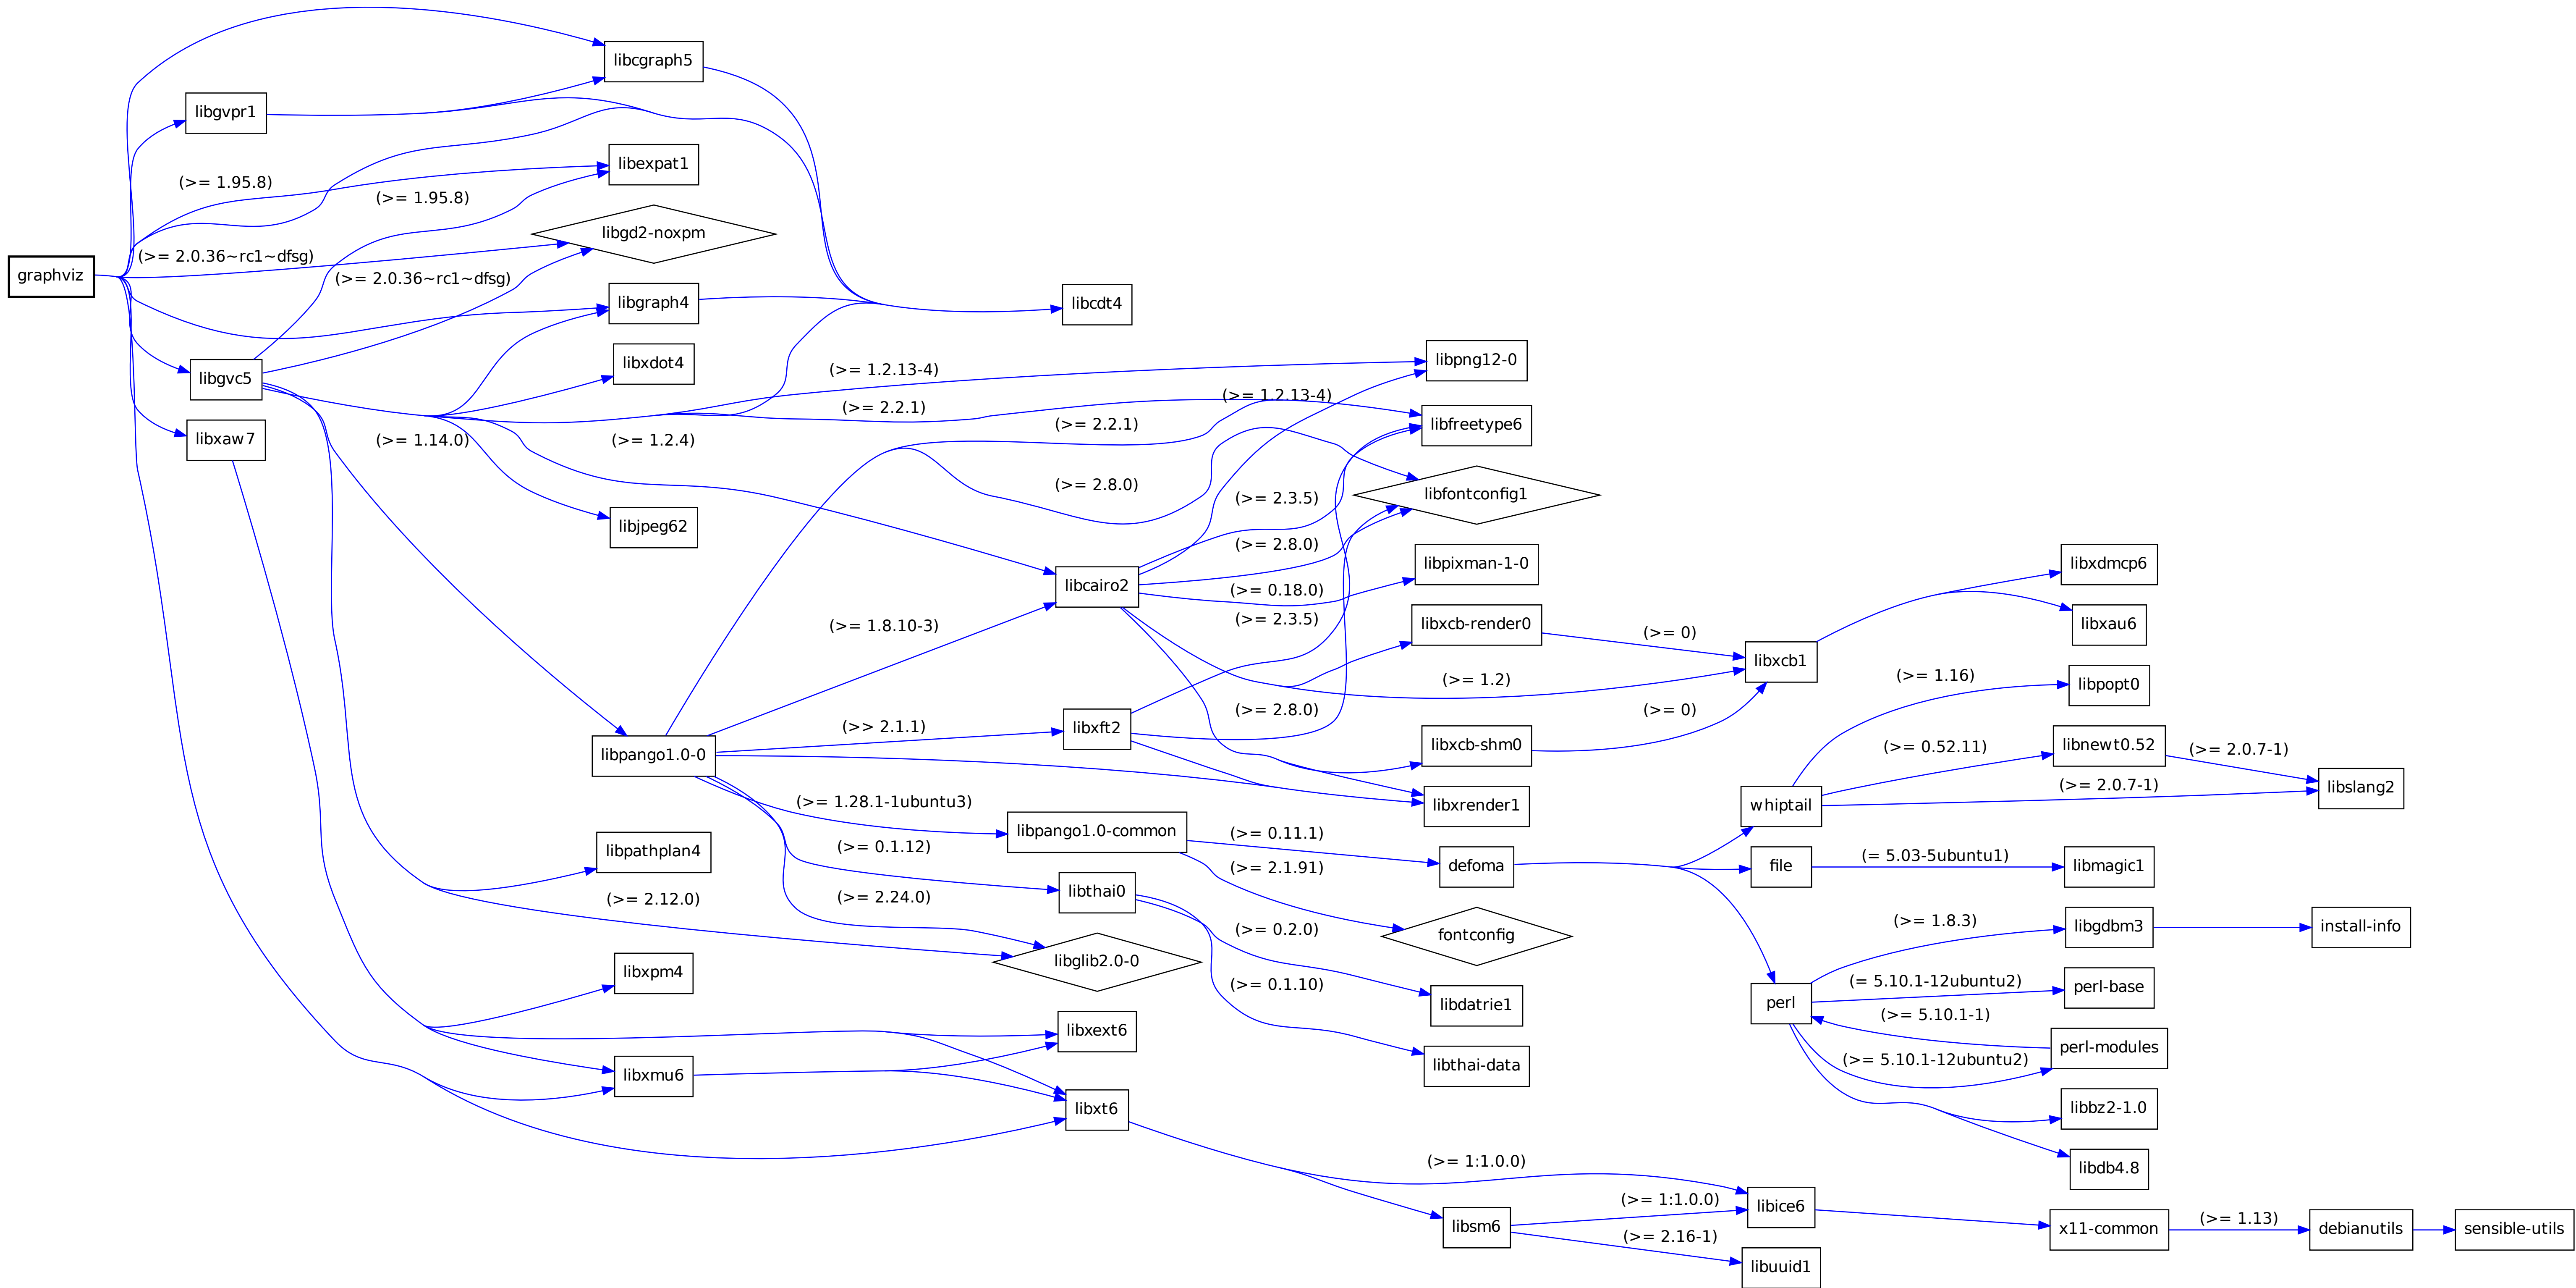 graphviz
libgvpr1
libgvc5
libxaw7
(>= 1.95.8)
(>= 2.0.36~rc1~dfsg)
(>= 1.95.8)
(>= 2.0.36~rc1~dfsg)
(>= 1.14.0)
libcgraph5
libexpat1
libgd2-noxpm
libgraph4
libxdot4
(>= 1.2.4)
libjpeg62
libpango1.0-0
libpathplan4
(>= 2.12.0)
libxpm4
libxmu6
(>= 1.2.13-4)
(>= 2.2.1)
(>= 1.8.10-3)
(>> 2.1.1)
(>= 1.28.1-1ubuntu3)
(>= 0.1.12)
(>= 2.24.0)
libcdt4
(>= 2.2.1)
(>= 2.8.0)
libcairo2
libxft2
libpango1.0-common
libthai0
libglib2.0-0
libxext6
libxt6
(>= 1.2.13-4)
(>= 2.3.5)
(>= 2.8.0)
(>= 0.18.0)
(>= 2.3.5)
(>= 2.8.0)
(>= 0.11.1)
(>= 2.1.91)
(>= 0.2.0)
(>= 0.1.10)
libpng12-0
libfreetype6
libfontconfig1
libpixman-1-0
libxcb-render0
(>= 1.2)
libxcb-shm0
libxrender1
defoma
fontconfig
libdatrie1
libthai-data
(>= 1:1.0.0)
libsm6
(>= 0)
(>= 0)
(>= 1:1.0.0)
(>= 2.16-1)
libxcb1
whiptail
file
perl
libice6
libuuid1
(>= 1.16)
(>= 0.52.11)
(= 5.03-5ubuntu1)
(>= 1.8.3)
(= 5.10.1-12ubuntu2)
(>= 5.10.1-1)
(>= 5.10.1-12ubuntu2)
libxdmcp6
libxau6
libpopt0
libnewt0.52
(>= 2.0.7-1)
(>= 2.0.7-1)
libmagic1
libgdbm3
perl-base
perl-modules
libbz2-1.0
libdb4.8
x11-common
(>= 1.13)
libslang2
install-info
debianutils
sensible-utils